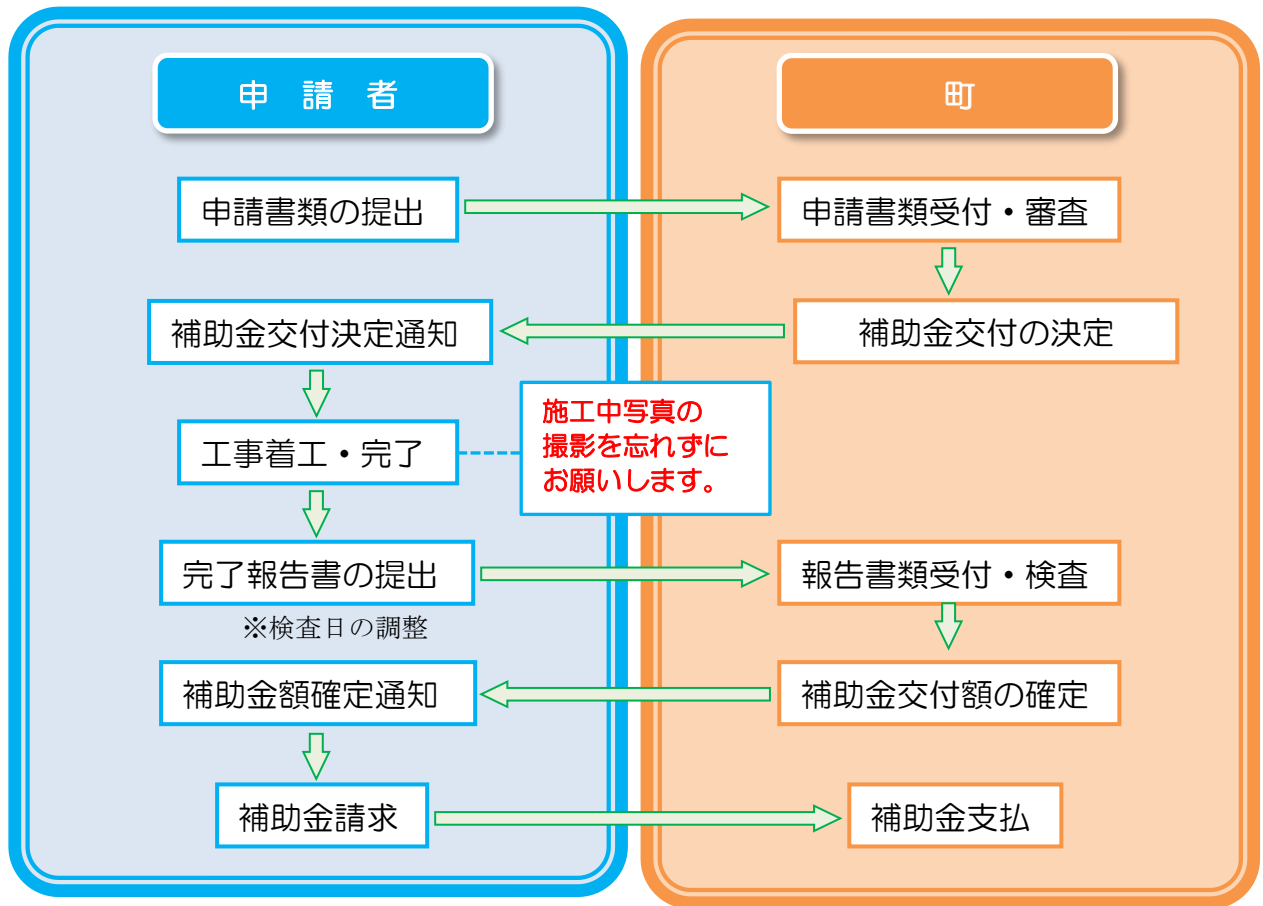 申 請 者
町
申請書類の提出
申請書類受付・審査
補助金交付決定通知
補助金交付の決定
工事着工・完了
施工中写真の
撮影を忘れずに
お願いします。
完了報告書の提出
報告書類受付・検査
※検査日の調整
補助金額確定通知
補助金交付額の確定
補助金請求
補助金支払